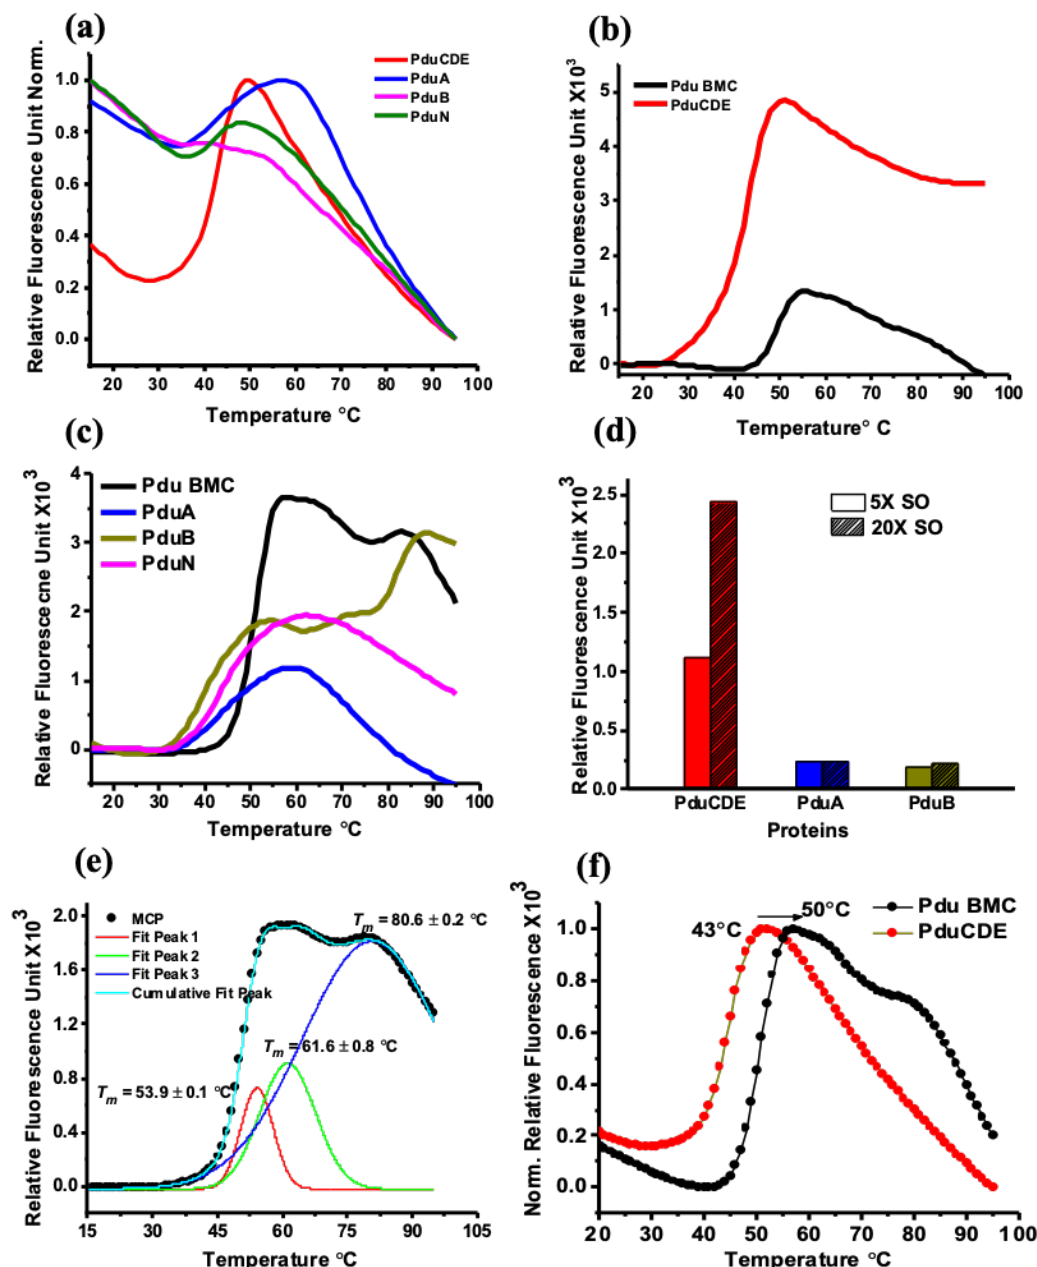 (a)
Relative Fluorescence Unit Norm.
1.0
0.8
0.6
0.4
0.2
0.0
PduCDE
PduA
PduB
PduN
20 30 40 50 60 70 80 90 100
Temperature °C
(b)
Relative Fluorescence Unit X10³
5
3
2
1
0
Pdu BMC
PduCDE
20 30 40 50 60 70 80 90 100
Temperature° C
(c)
Relative Fluoresecne Unit X10³
4
3
2
1
0
Pdu BMC
PduA
PduB
PduN
20 30 40 50 60 70 80 90 100
Temperature °C
(d)
Relative Fluorescence Unit X10³
2.5
2.0
1.5
1.0
0.5
0.0
5X SO
20X SO
PduCDE PduA PduB
Proteins
(e)
Relative Fluorescence Unit X10³
2.0
1.6
1.2
0.8
0.4
0.0
MCP
Fit Peak 1
Fit Peak 2
Fit Peak 3
Cumulative Fit Peak
Tm = 80.6 ± 0.2 °C
Tm = 61.6 ± 0.8 °C
Tm = 53.9 ± 0.1 °C
15 30 45 60 75 90 105
Temperature °C
(f)
Norm. Relative Fluorescence X10³
1.0
0.8
0.6
0.4
0.2
0.0
43°C
50°C
Pdu BMC
PduCDE
20 30 40 50 60 70 80 90 100
Temperature °C